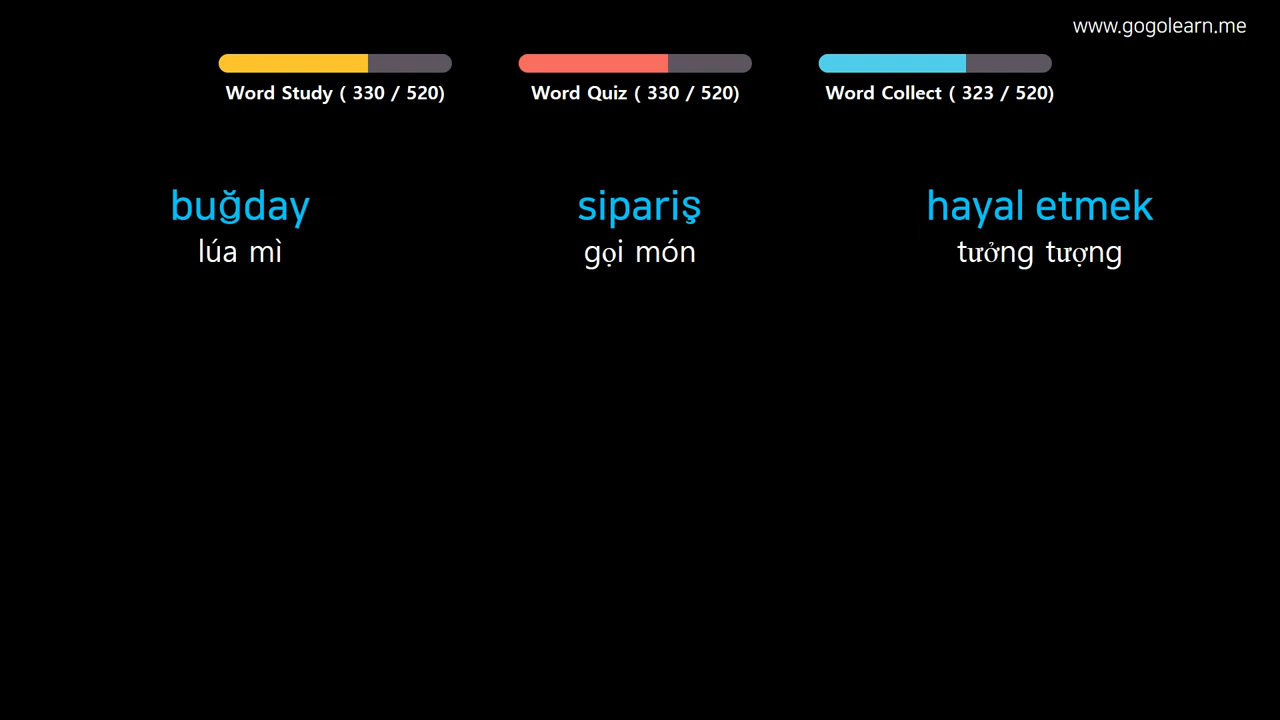 www.gogolearn.me
Word Study ( 330 / 520)
Word Quiz ( 330 / 520)
Word Collect ( 323 / 520)
buğday
lúa mì
sipariş
gọi món
hayal etmek
tưởng tượng